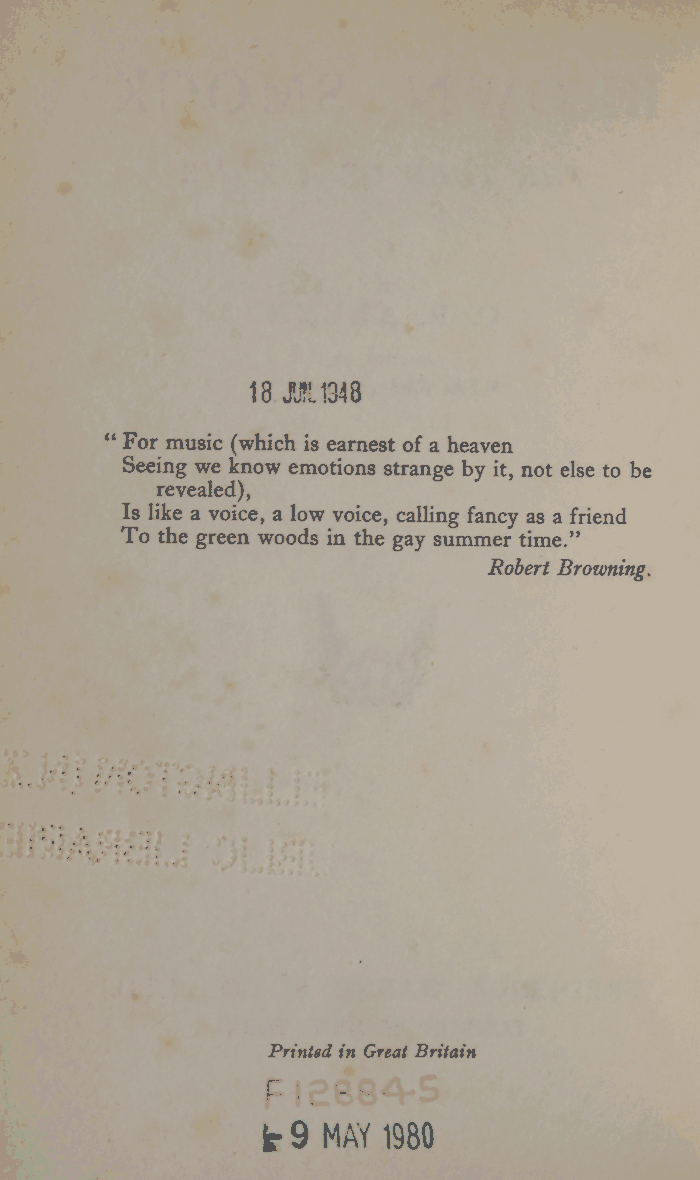 18 JUN. 1948
“ For music (which is earnest of a heaven
Seeing we know emotions strange by it, not else to be
revealed),
Is like a voice, a low voice, calling fancy as a friend
To the green woods in the gay summer time.”
Robert Browning.
Printed in Great Britain
9 MAY 1980